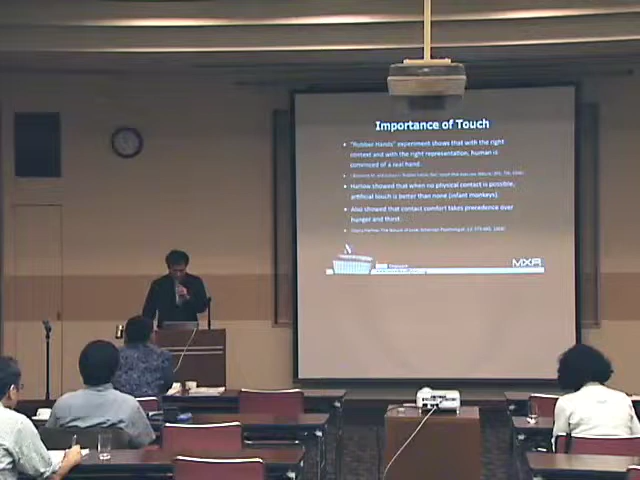 Importance of Touch
• "Rubber Hands" experiment shows that with the right
context and with the right representation, human is
convinced of a real hand.
• Harlow showed that when no physical contact is possible,
artificial touch is better than none (infant monkeys).
• Also showed that contact comfort takes precedence over
hunger and thirst.
MXR